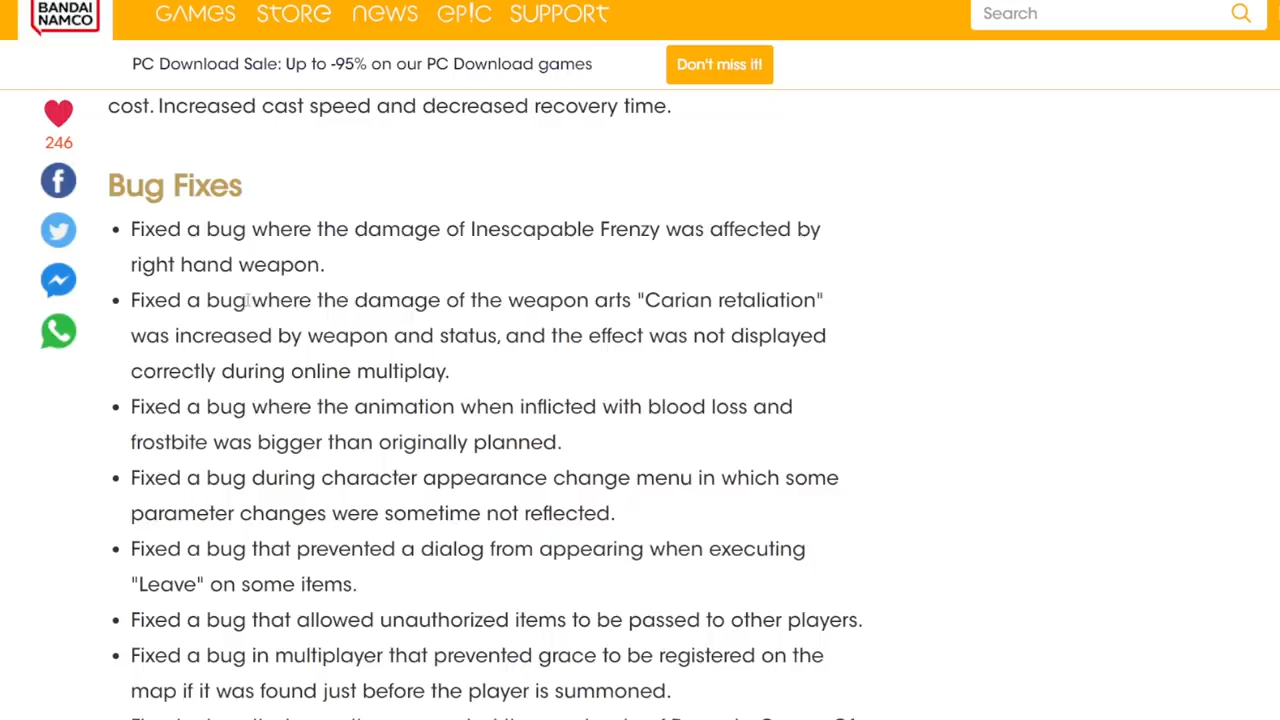 BANDAI
NAMCO
GAMES STORE NEWS EP!C SUPPORT
Search
PC Download Sale: Up to -95% on our PC Download games
Don't miss it!
cost. Increased cast speed and decreased recovery time.
246
Bug Fixes
• Fixed a bug where the damage of Inescapable Frenzy was affected by
right hand weapon.
• Fixed a bug where the damage of the weapon arts "Carian retaliation"
was increased by weapon and status, and the effect was not displayed
correctly during online multiplay.
• Fixed a bug where the animation when inflicted with blood loss and
frostbite was bigger than originally planned.
• Fixed a bug during character appearance change menu in which some
parameter changes were sometime not reflected.
• Fixed a bug that prevented a dialog from appearing when executing
"Leave" on some items.
• Fixed a bug that allowed unauthorized items to be passed to other players.
• Fixed a bug in multiplayer that prevented grace to be registered on the
map if it was found just before the player is summoned.